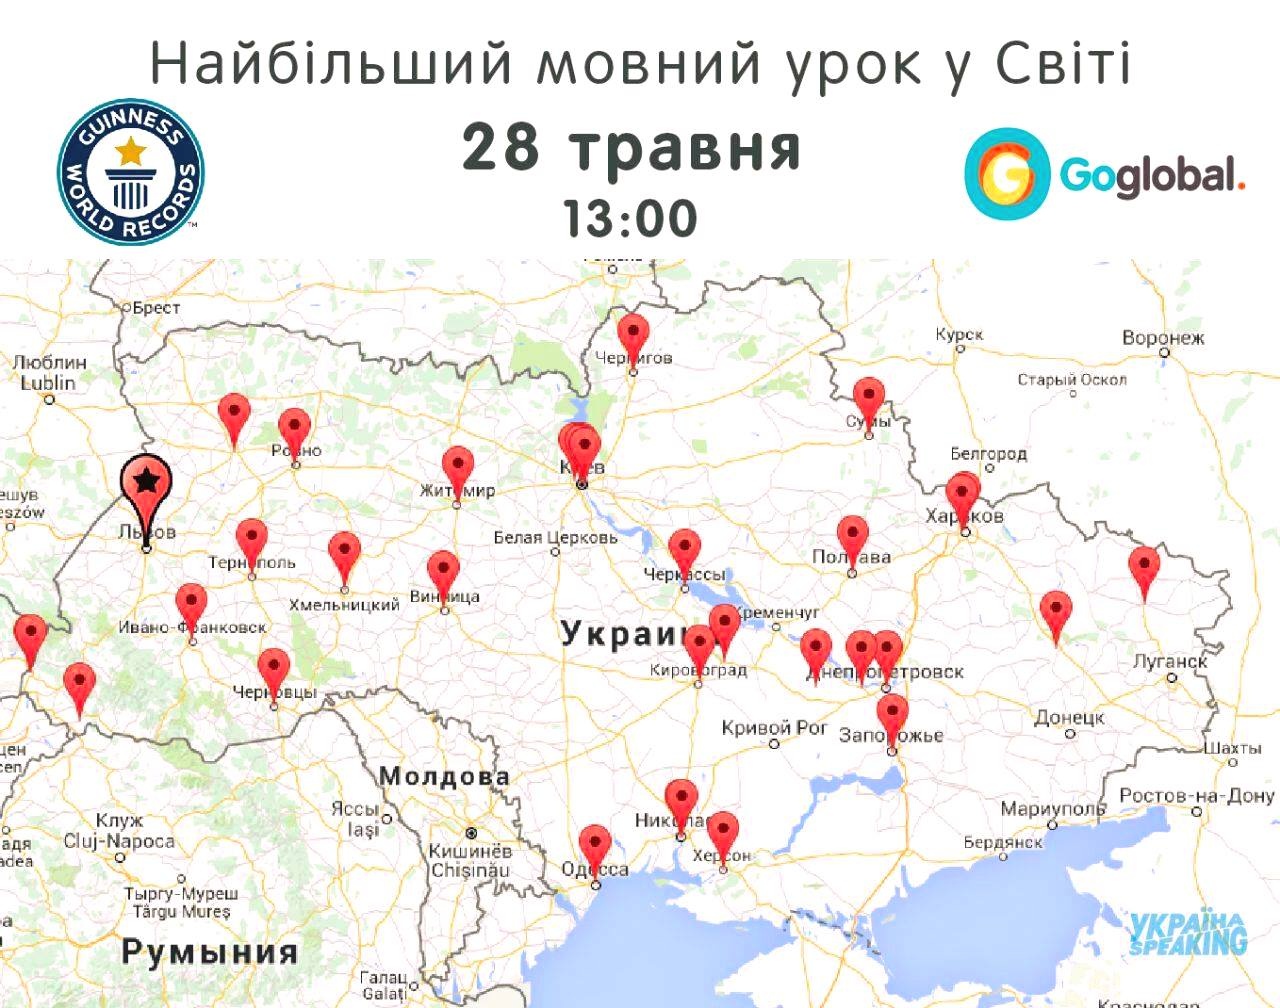 Найбільший мовний урок у Світі
28 травня
13:00
GUINNESS
WORLD RECORDS
™
Goglobal.
Брест
Люблин
Lublin
Чернигов
Курск
Воронеж
Старый Оскол
Сумы
Ровно
Белгород
Киев
Житомир
Харьков
Львов
Белая Церковь
Тернополь
Полтава
Черкассы
Хмельницкий
Винница
Кременчуг
Ивано-Франковск
Украина
Кировоград
Днепропетровск
Луганск
Черновцы
Донецк
Кривой Рог
Запорожье
Шахты
Молдова
Яссы
Iași
Николаев
Мариуполь
Ростов-на-Дону
Клуж
Cluj-Napoca
Кишинёв
Chișinău
Херсон
Бердянск
Одесса
Тыргу-Муреш
Târgu Mureș
Румыния
Галац
Galați
УКРАЇНА
SPEAKING
Краснодар